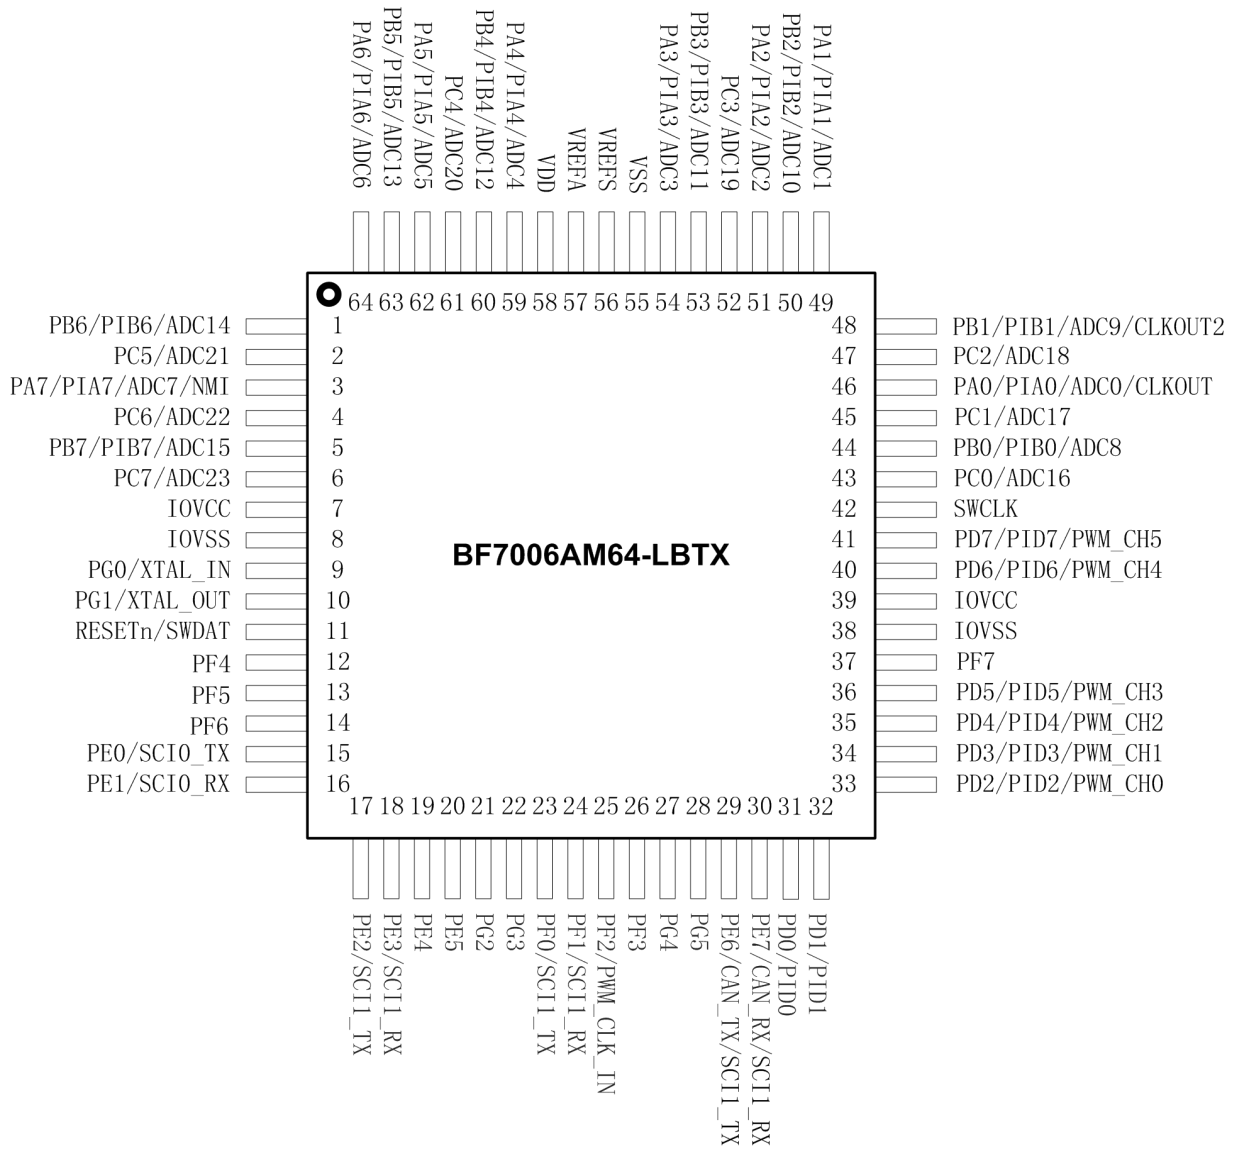 PA6/PIA6/ADC6
PB5/PIB5/ADC13
PA5/PIA5/ADC5
PC4/ADC20
PB4/PIB4/ADC12
PA4/PIA4/ADC4
VDD
VREFA
VREFS
VSS
PA3/PIA3/ADC3
PB3/PIB3/ADC11
PC3/ADC19
PA2/PIA2/ADC2
PB2/PIB2/ADC10
PA1/PIA1/ADC1
64 63 62 61 60 59 58 57 56 55 54 53 52 51 50 49
PB6/PIB6/ADC14 1
PC5/ADC21 2
PA7/PIA7/ADC7/NMI 3
PC6/ADC22 4
PB7/PIB7/ADC15 5
PC7/ADC23 6
IOVCC 7
IOVSS 8
PG0/XTAL_IN 9
PG1/XTAL_OUT 10
RESETn/SWDAT 11
PF4 12
PF5 13
PF6 14
PE0/SCI0_TX 15
PE1/SCI0_RX 16
BF7006AM64-LBTX
48 PB1/PIB1/ADC9/CLKOUT2
47 PC2/ADC18
46 PA0/PIA0/ADC0/CLKOUT
45 PC1/ADC17
44 PB0/PIB0/ADC8
43 PC0/ADC16
42 SWCLK
41 PD7/PID7/PWM_CH5
40 PD6/PID6/PWM_CH4
39 IOVCC
38 IOVSS
37 PF7
36 PD5/PID5/PWM_CH3
35 PD4/PID4/PWM_CH2
34 PD3/PID3/PWM_CH1
33 PD2/PID2/PWM_CH0
17 18 19 20 21 22 23 24 25 26 27 28 29 30 31 32
PE2/SCI1_TX
PE3/SCI1_RX
PE4
PE5
PG2
PG3
PF0/SCI1_TX
PF1/SCI1_RX
PF2/PWM_CLK_IN
PF3
PG4
PG5
PE6/CAN_TX/SCI1_TX
PE7/CAN_RX/SCI1_RX
PD0/PID0
PD1/PID1